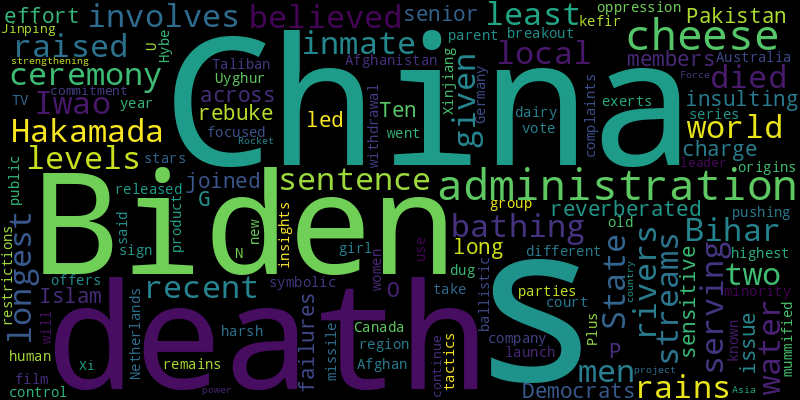 effort involves believed senior least oppression kefir Pakistan
Jinping
raised U Hybe inmate parent breakout cheese
strengthening Taliban Afghanistan members Australia
ceremony Uyghur China local died
TV commitment across Xinjiang Germany exerts insulting
Iwao year rebuke Ten given dairy complaints series
Hakamada focused led went vote world
Rocket withdrawal charge
levels stars leader Force
public joined sentence administration origins
released G Biden group reverberated pushing
longest said product new insights bathing old Bihar
sign N girl long different highest
restrictions offers dug State rivers streams sensitive serving two
Islam recent symbolic women use take ballistic S parties court country minority
will Netherlands death O Plus water
harsh failures missile Canada region company launch P issue known mummified
human Xi remains Afghan continue tactics men project
film control power Democrats rains Asia